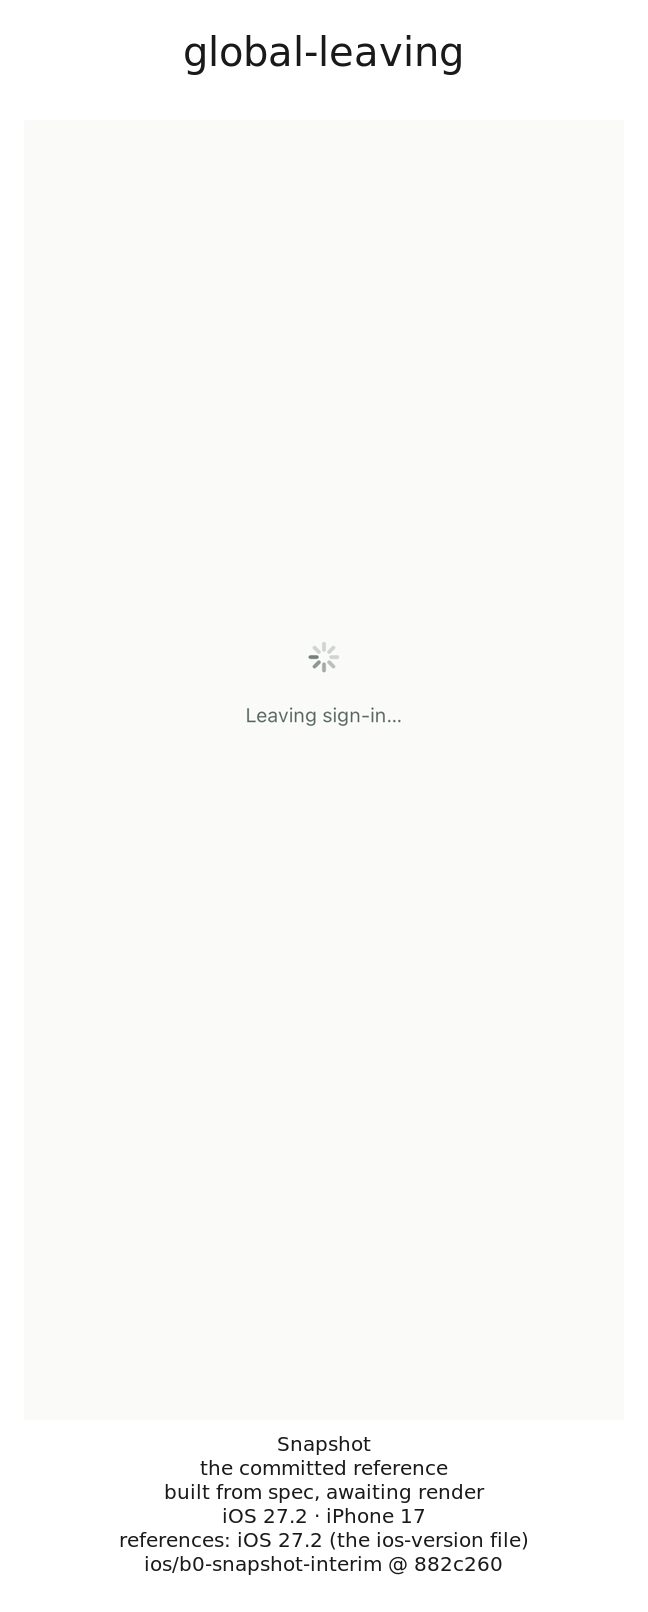 global-leaving
Leaving sign-in…
Snapshot
the committed reference
built from spec, awaiting render
iOS 27.2 · iPhone 17
references: iOS 27.2 (the ios-version file)
ios/b0-snapshot-interim @ 882c260